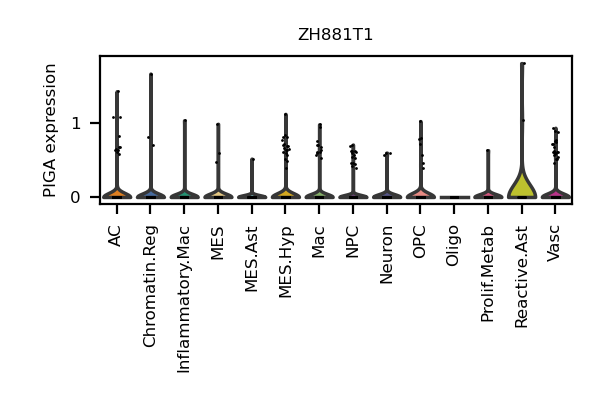 ZH881T1
PIGA expression
1
0
AC
Chromatin.Reg
Inflammatory.Mac
MES
MES.Ast
MES.Hyp
Mac
NPC
Neuron
OPC
Oligo
Prolif.Metab
Reactive.Ast
Vasc